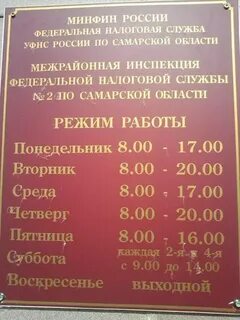 МИНФИН РОССИИ
ФЕДЕРАЛЬНАЯ НАЛОГОВАЯ СЛУЖБА
УФНС РОССИИ ПО САМАРСКОЙ ОБЛАСТИ
МЕЖРАЙОННАЯ ИНСПЕКЦИЯ
ФЕДЕРАЛЬНОЙ НАЛОГОВОЙ СЛУЖБЫ
№2 ПО САМАРСКОЙ ОБЛАСТИ
РЕЖИМ РАБОТЫ
Понедельник 8.00 - 17.00
Вторник 8.00 - 20.00
Среда 8.00 - 17.00
Четверг 8.00 - 20.00
Пятница 8.00 - 16.00
Суббота каждая 2-я и 4-я
с 9.00 до 14.00
Воскресенье выходной